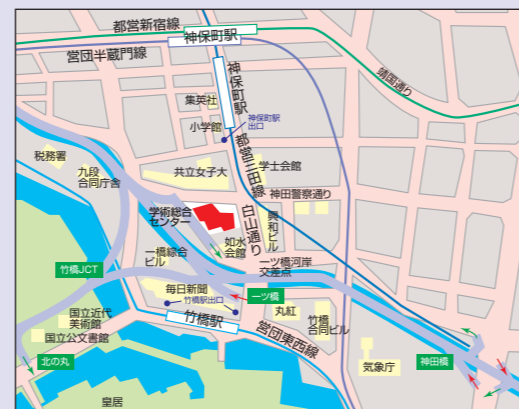 都営新宿線
神保町駅
営団半蔵門線
靖国通り
神保町駅
集英社
神保町駅
出口
小学館
都営三田線
税務署
九段
合同庁舎
共立女子大
学士会館
神田警察通り
学術総合
センター
白山通り
興和ビル
如水
会館
一橋綜合
ビル
一ツ橋河岸
交差点
竹橋JCT
毎日新聞
一ツ橋
竹橋駅出口
丸紅
竹橋
合同ビル
国立近代
美術館
竹橋駅
国立公文書館
営団東西線
北の丸
気象庁
神田橋
皇居